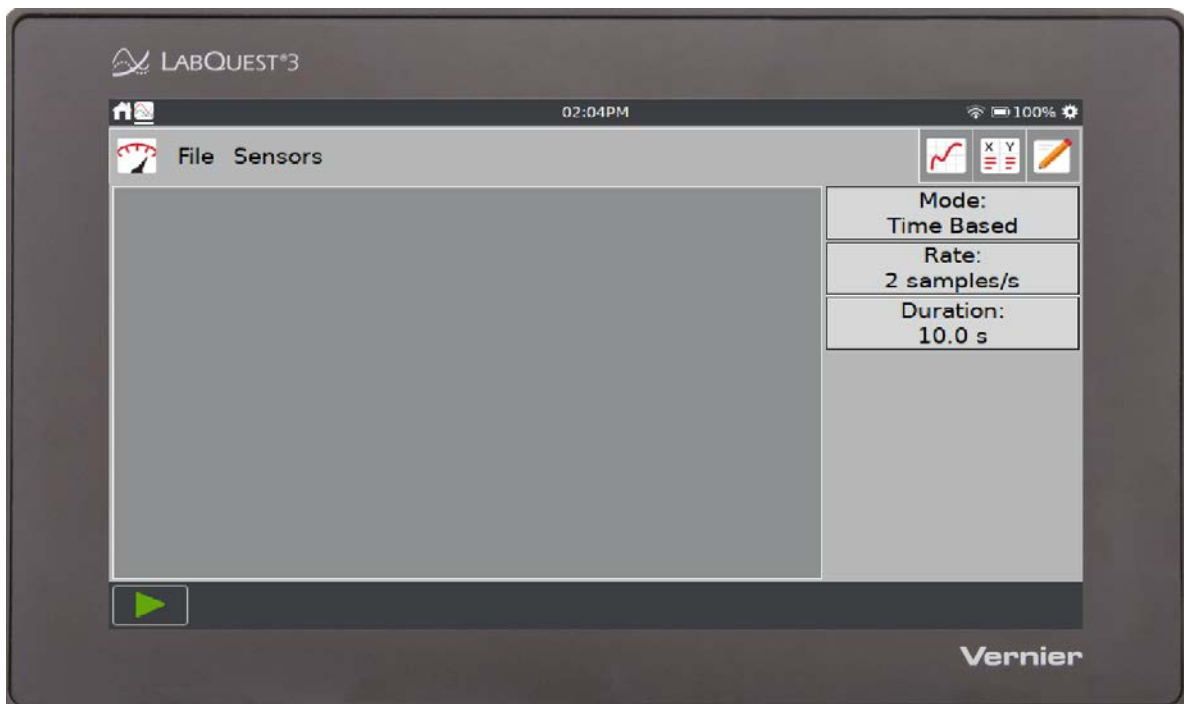 LABQUEST®3
02:04PM
100%
File Sensors
X Y
Mode:
Time Based
Rate:
2 samples/s
Duration:
10.0 s
Vernier